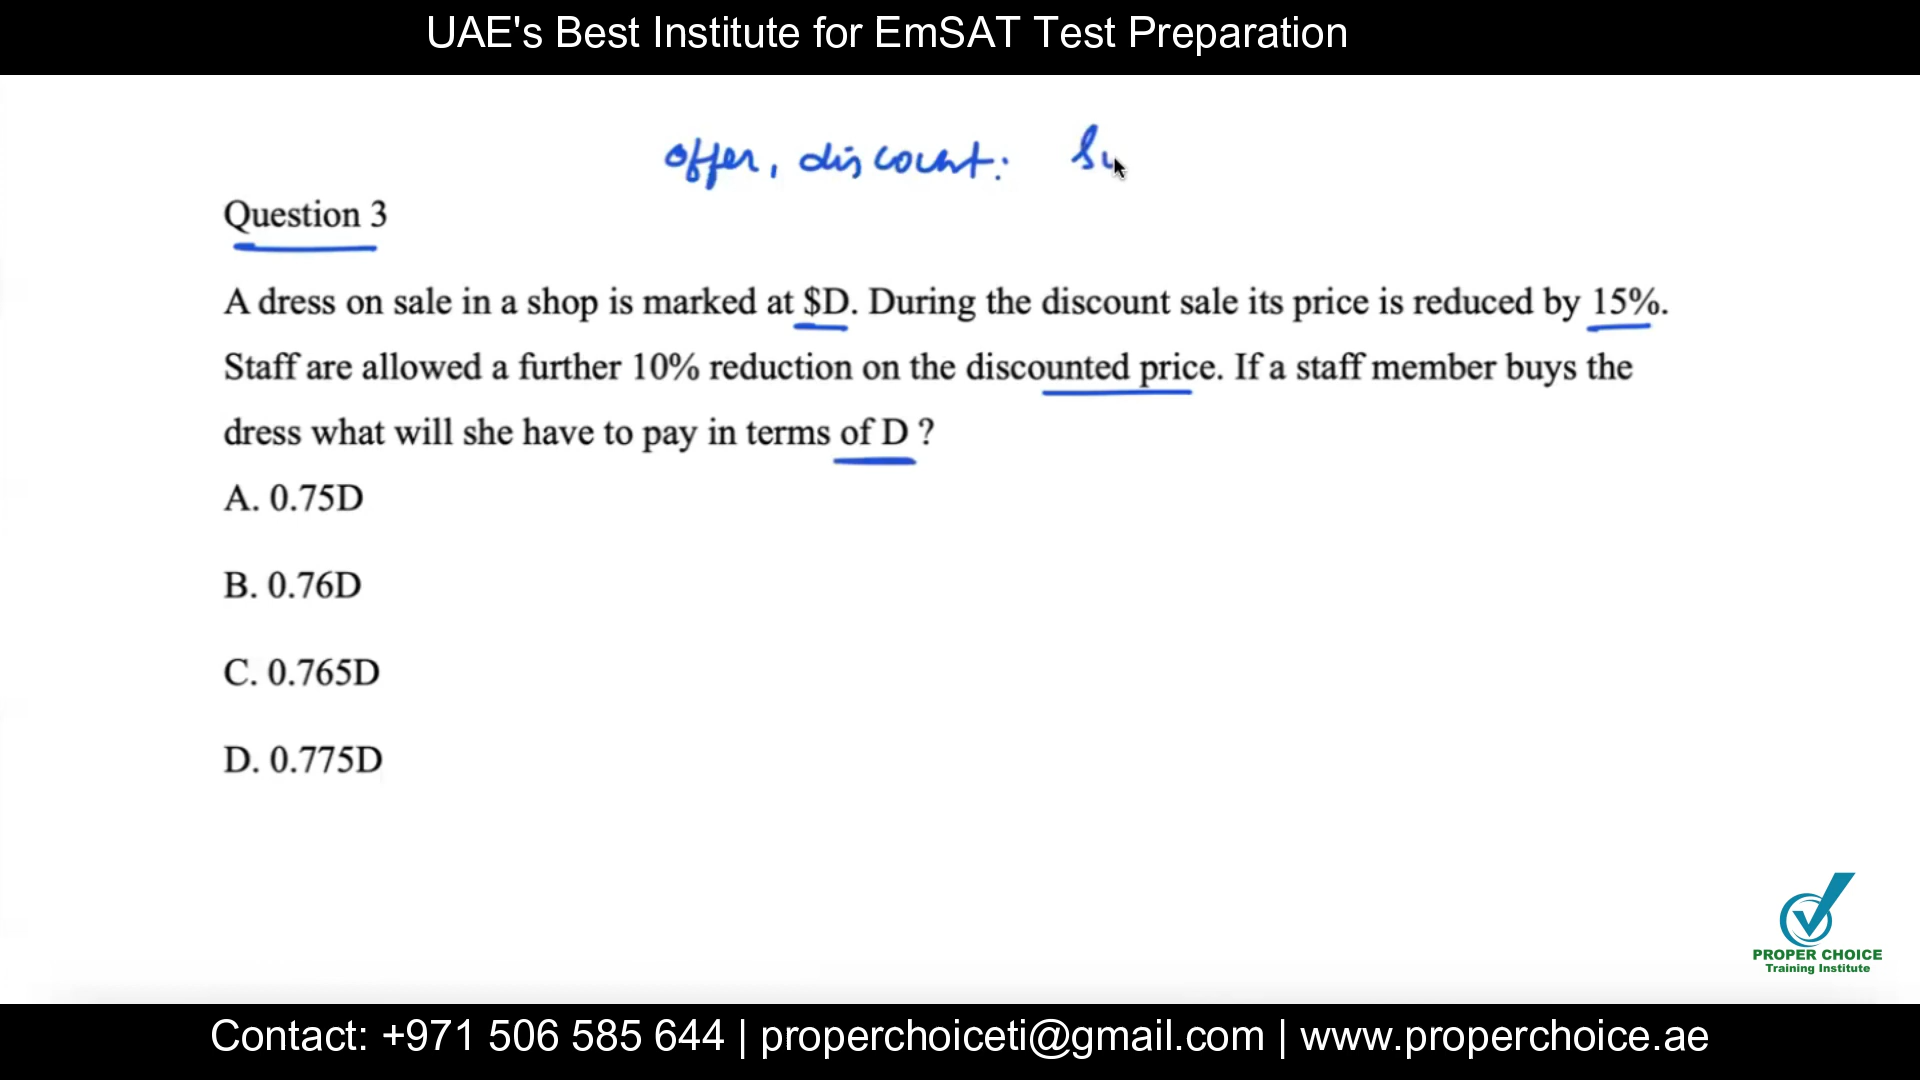 UAE's Best Institute for EmSAT Test Preparation
offer, discount: Su
Question 3
A dress on sale in a shop is marked at $D. During the discount sale its price is reduced by 15%.
Staff are allowed a further 10% reduction on the discounted price. If a staff member buys the
dress what will she have to pay in terms of D ?
A. 0.75D
B. 0.76D
C. 0.765D
D. 0.775D
PROPER CHOICE
Training Institute
Contact: +971 506 585 644 | properchoiceti@gmail.com | www.properchoice.ae